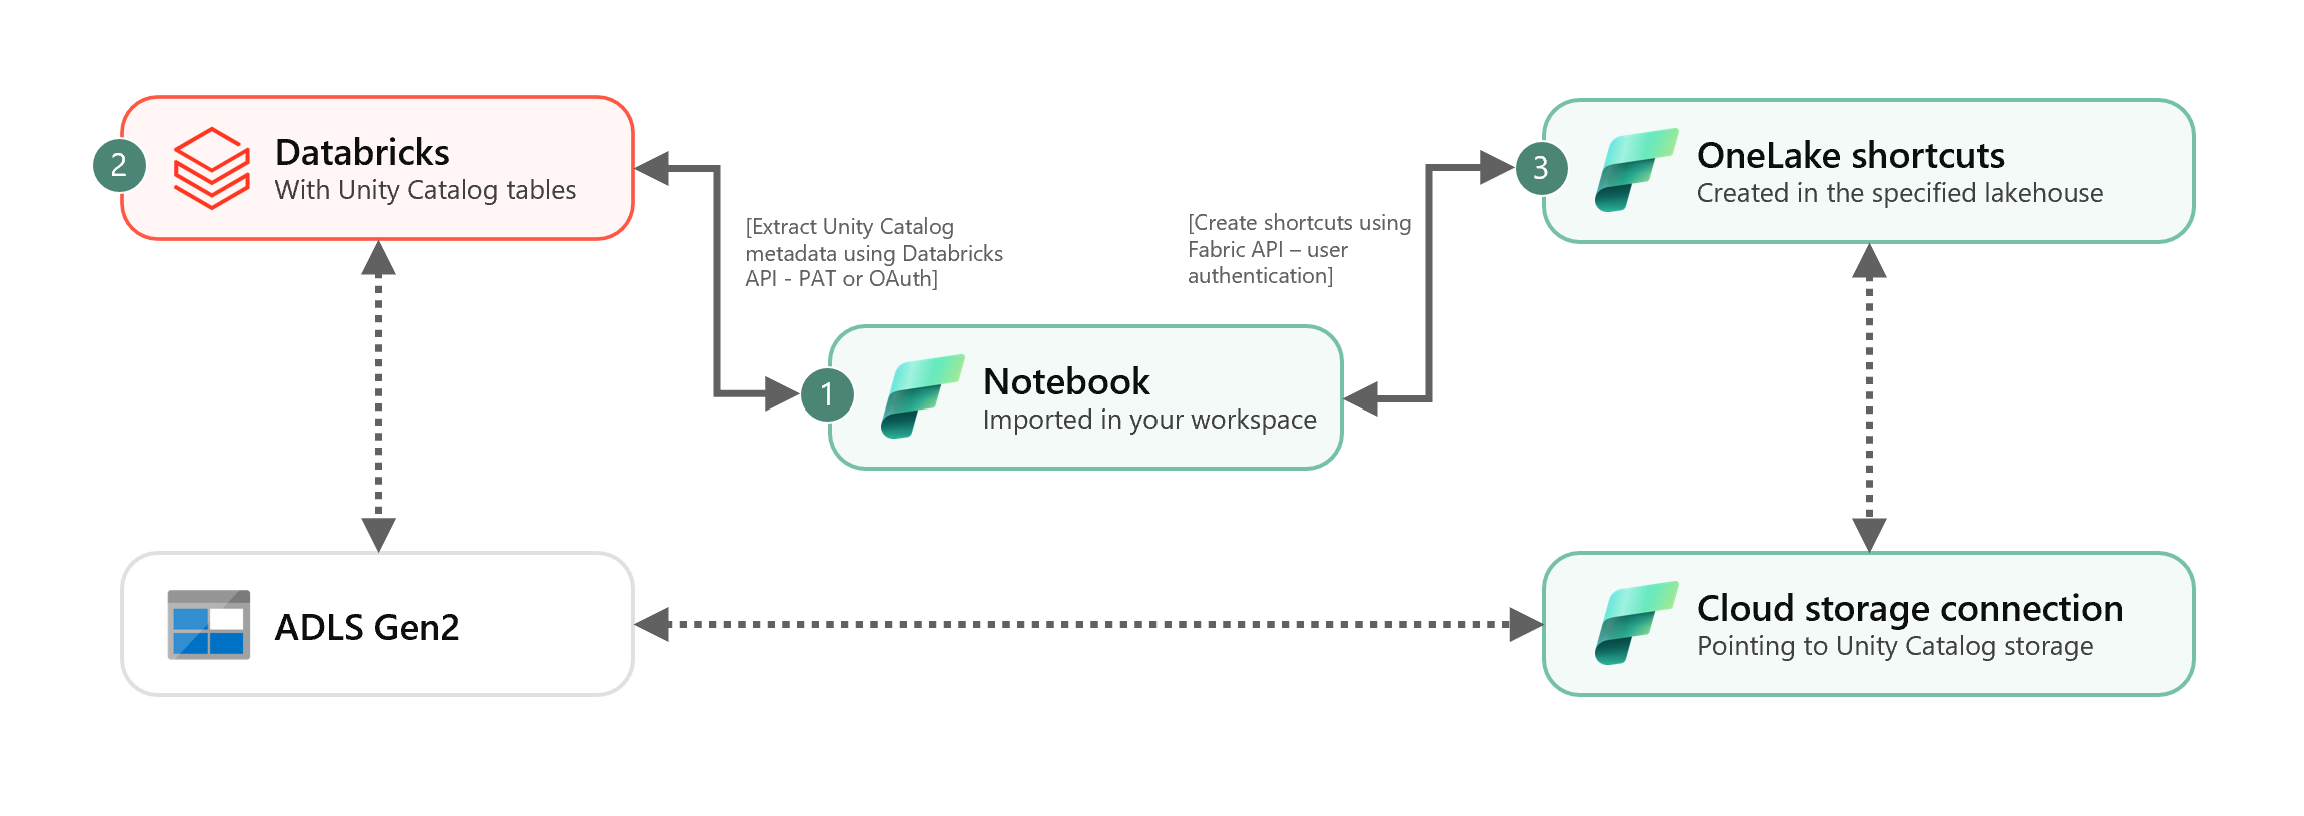 2
Databricks
With Unity Catalog tables
[Extract Unity Catalog
metadata using Databricks
API - PAT or OAuth]
[Create shortcuts using
Fabric API – user
authentication]
3
OneLake shortcuts
Created in the specified lakehouse
1
Notebook
Imported in your workspace
ADLS Gen2
Cloud storage connection
Pointing to Unity Catalog storage